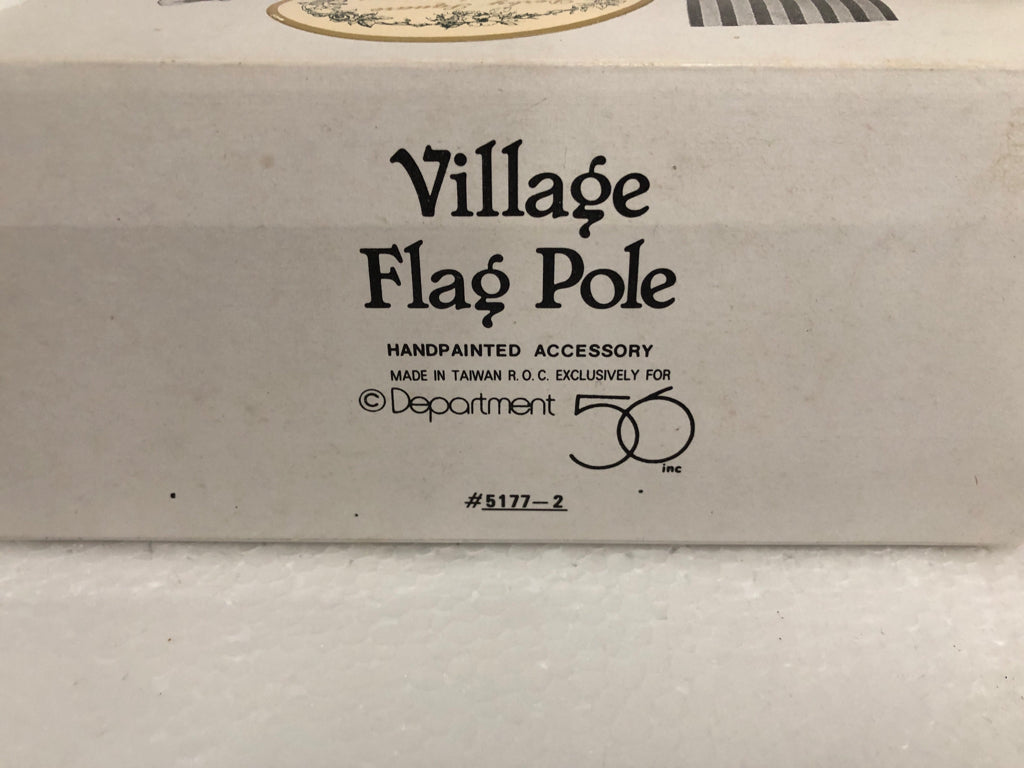 Village
Flag Pole
HANDPAINTED ACCESSORY
MADE IN TAIWAN R.O.C. EXCLUSIVELY FOR
© Department 56
inc
#5177-2